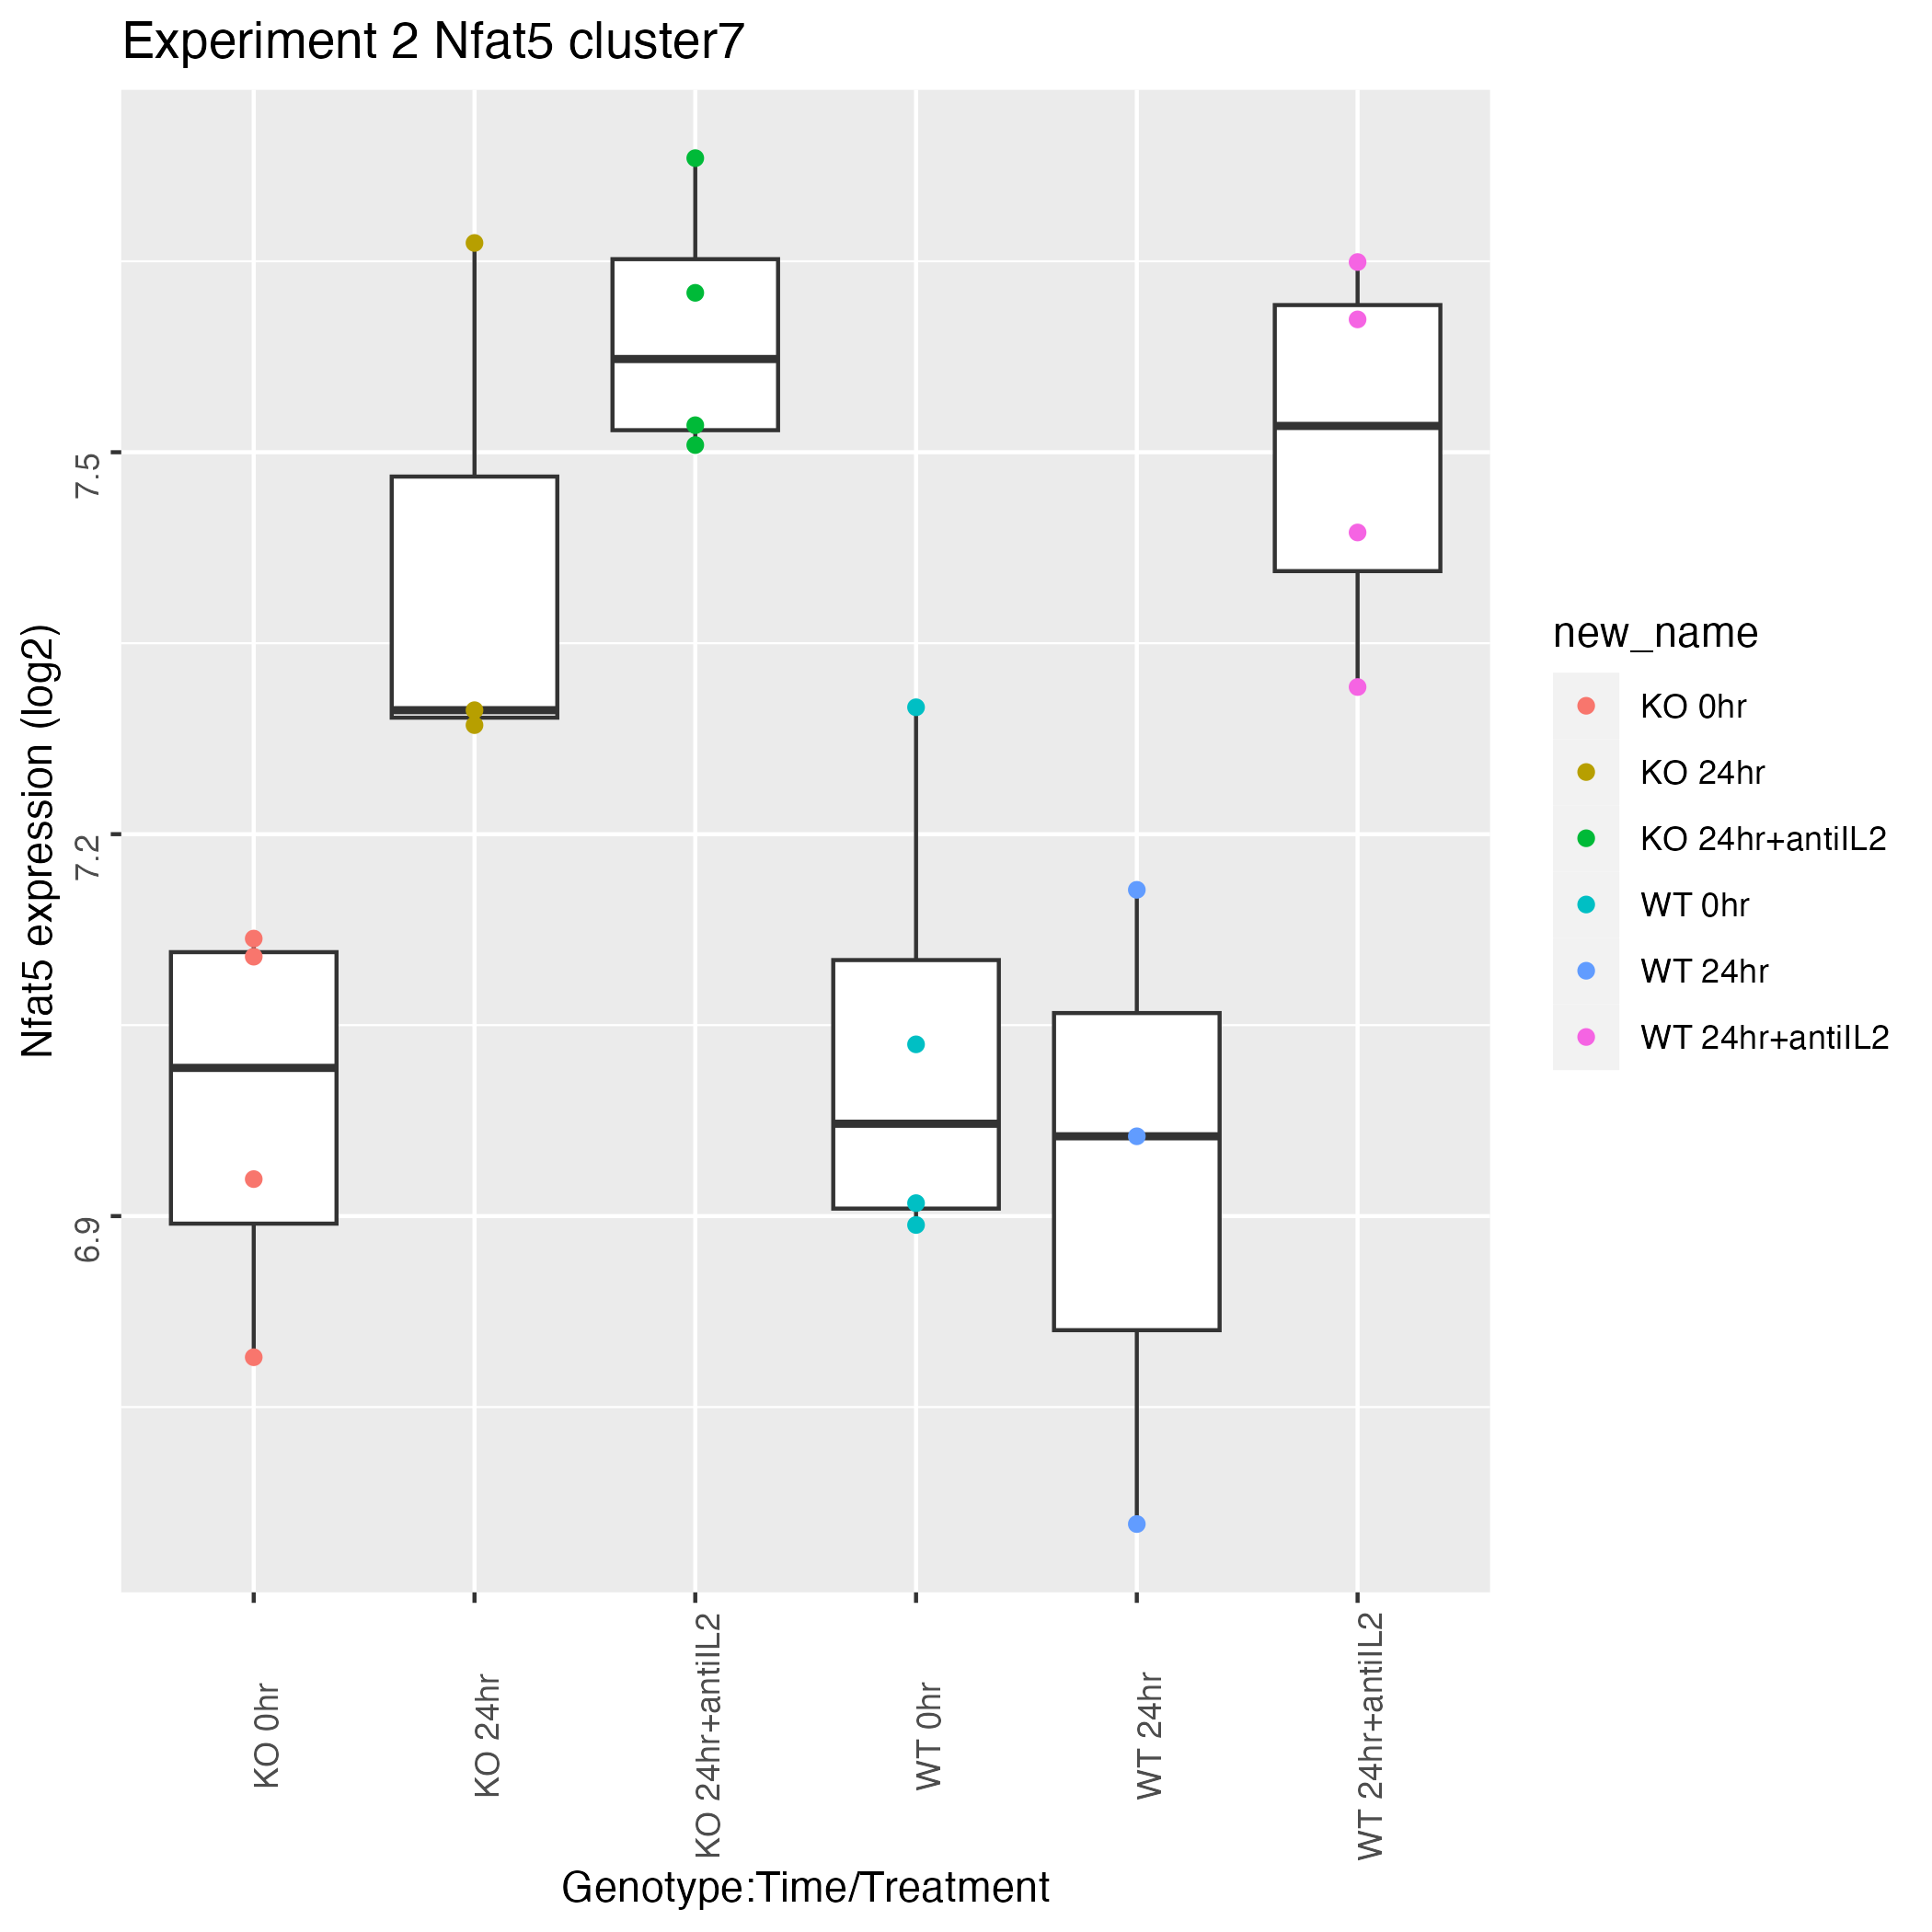 Experiment 2 Nfat5 cluster7
Nfat5 expression (log2)
7.5
7.2
6.9
KO 0hr
KO 24hr
KO 24hr+antiIL2
WT 0hr
WT 24hr
WT 24hr+antiIL2
Genotype:Time/Treatment
new_name
KO 0hr
KO 24hr
KO 24hr+antiIL2
WT 0hr
WT 24hr
WT 24hr+antiIL2